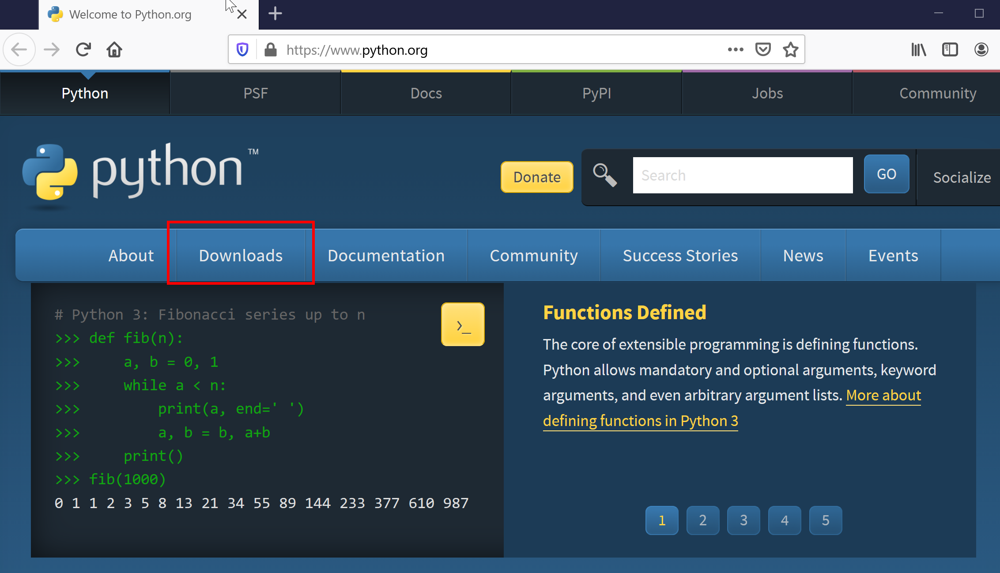 Welcome to Python.org
https://www.python.org
Python PSF Docs PyPI Jobs Community
python™
Donate Search GO Socialize
About Downloads Documentation Community Success Stories News Events
# Python 3: Fibonacci series up to n
>>> def fib(n):
>>>     a, b = 0, 1
>>>     while a < n:
>>>         print(a, end=' ')
>>>         a, b = b, a+b
>>>     print()
>>> fib(1000)
0 1 1 2 3 5 8 13 21 34 55 89 144 233 377 610 987
>_
Functions Defined
The core of extensible programming is defining functions.
Python allows mandatory and optional arguments, keyword
arguments, and even arbitrary argument lists. More about
defining functions in Python 3
1 2 3 4 5